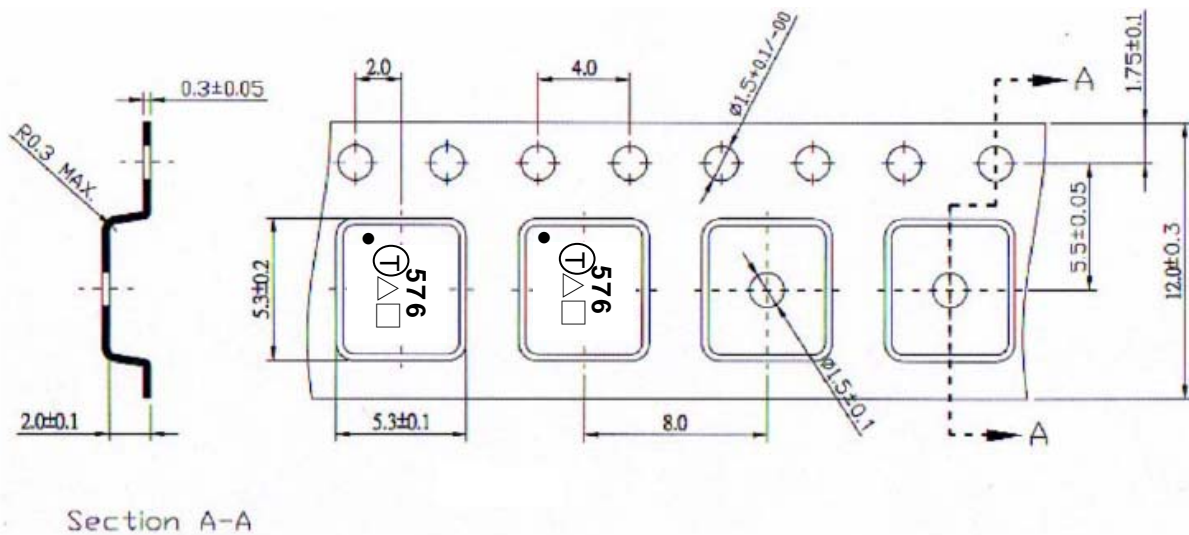 2.0
4.0
Ø1.5+0.1/-00
A
1.75±0.1
0.3±0.05
R0.3 MAX.
5.3±0.2
T 576
T 576
5.5±0.05
12.0±0.3
Ø1.5±0.1
2.0±0.1
5.3±0.1
8.0
A
Section A-A